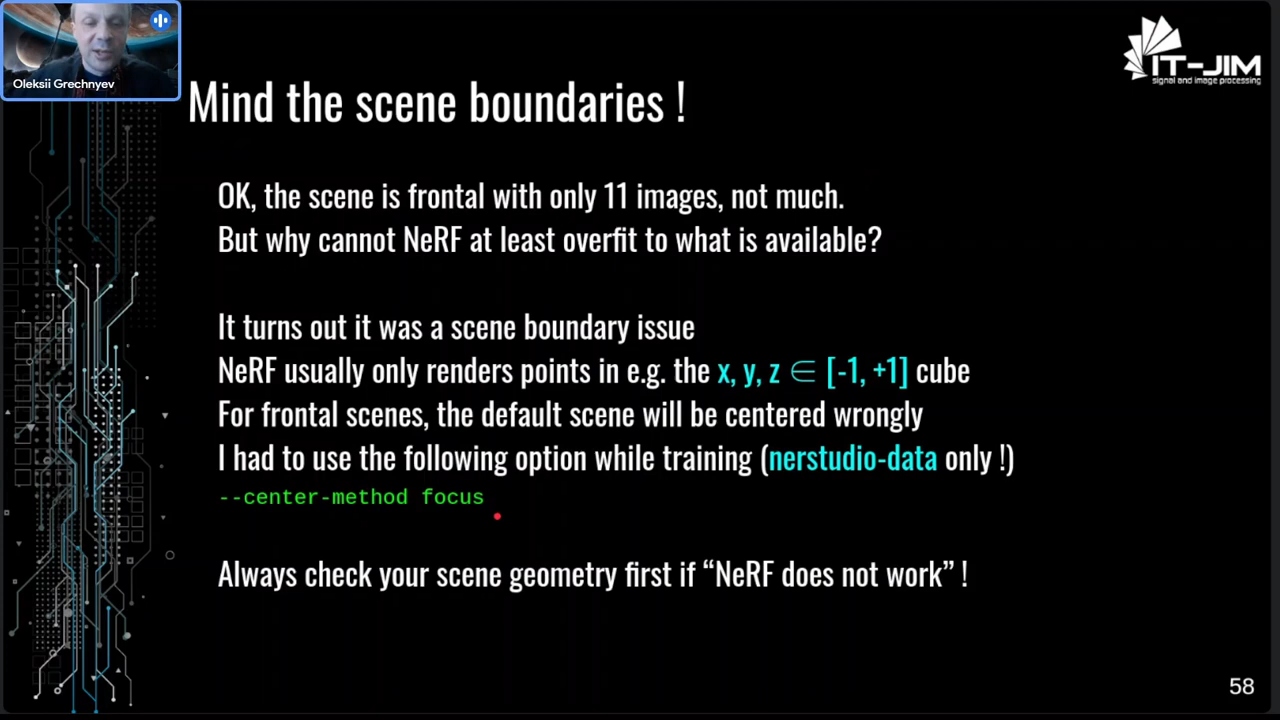 Oleksii Grechnyev
IT-JIM
signal and image processing
Mind the scene boundaries !
OK, the scene is frontal with only 11 images, not much.
But why cannot NeRF at least overfit to what is available?
It turns out it was a scene boundary issue
NeRF usually only renders points in e.g. the x, y, z ∈ [-1, +1] cube
For frontal scenes, the default scene will be centered wrongly
I had to use the following option while training (nerstudio-data only !)
--center-method focus
Always check your scene geometry first if “NeRF does not work” !
58